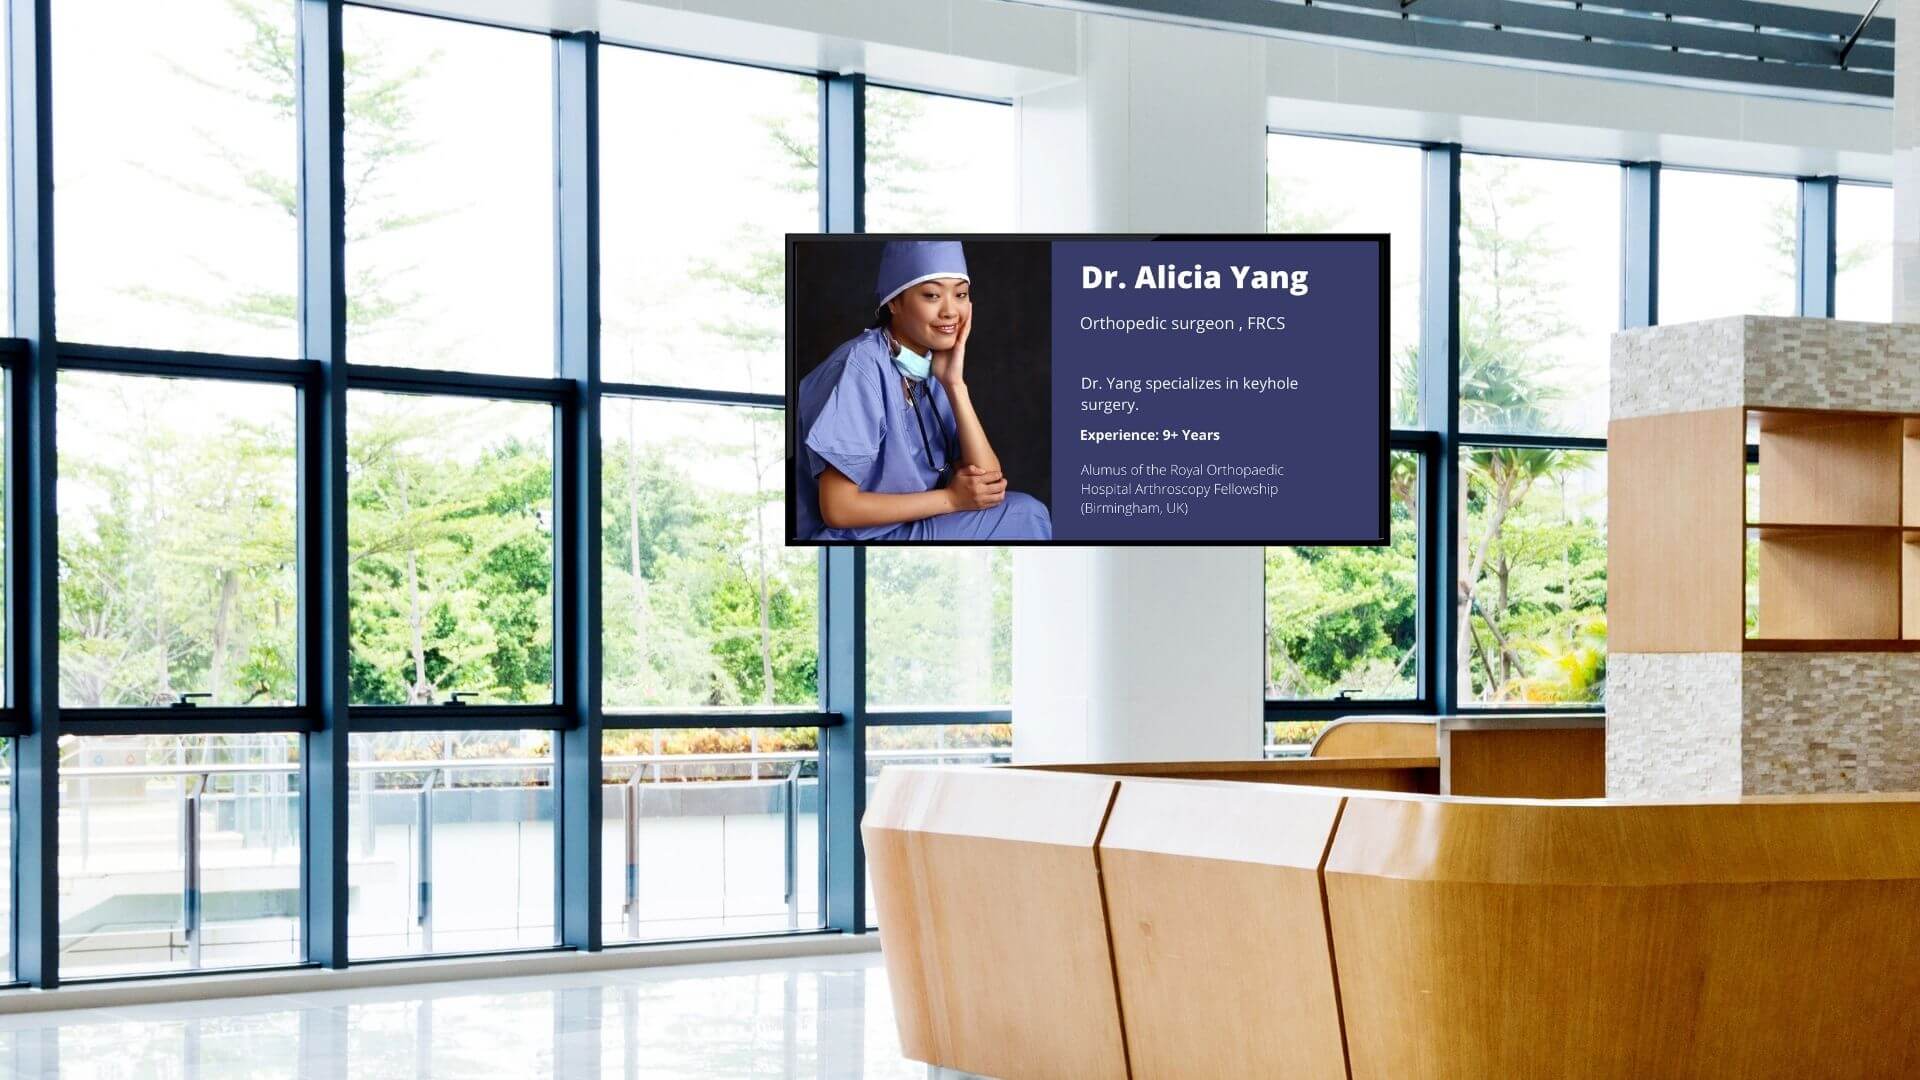 Dr. Alicia Yang
Orthopedic surgeon , FRCS
Dr. Yang specializes in keyhole
surgery.
Experience: 9+ Years
Alumus of the Royal Orthopaedic
Hospital Arthroscopy Fellowship
(Birmingham, UK)